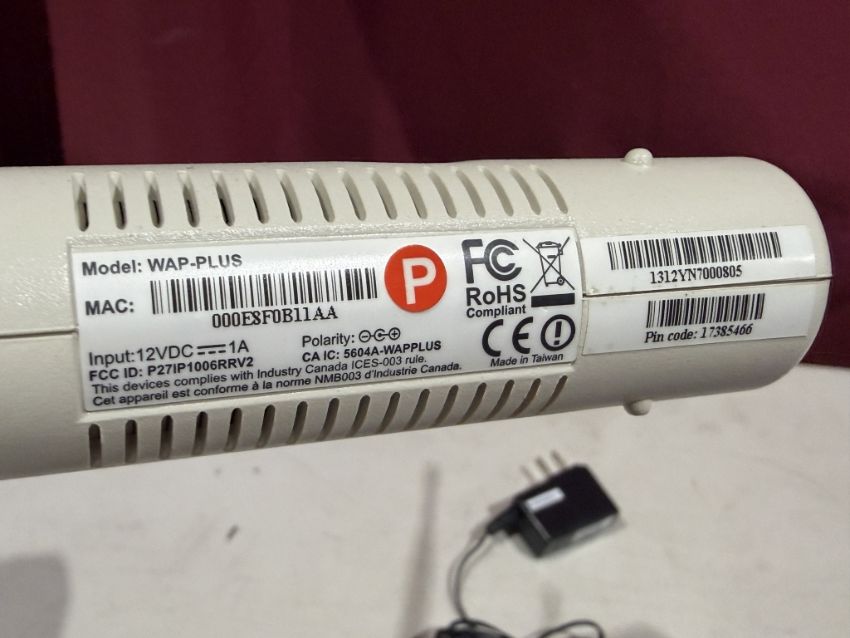 Model: WAP-PLUS
MAC:
000E8F0B11AA
P
FC
RoHS
Compliant
CE
Made in Taiwan
Input:12VDC⎓1A
Polarity:
FCC ID: P27IP1006RRV2
CA IC: 5604A-WAPPLUS
This devices complies with Industry Canada ICES-003 rule.
Cet appareil est conforme à la norme NMB003 d'Industrie Canada.
1312YN7000805
Pin code: 17385466